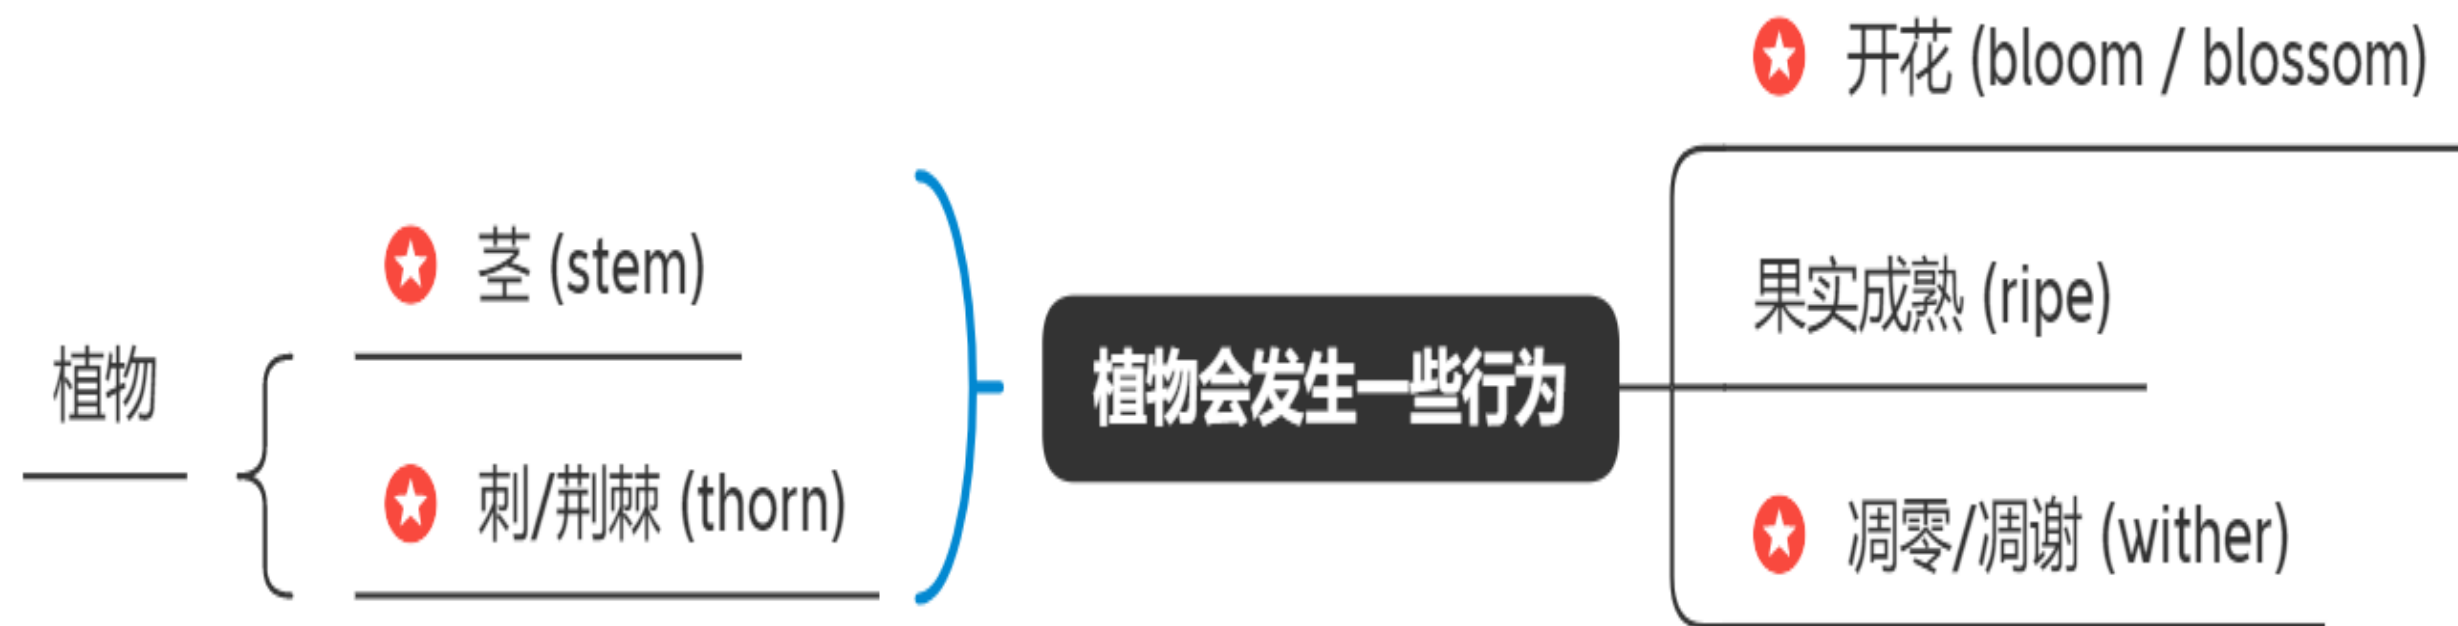 植物
茎 (stem)
刺/荆棘 (thorn)
植物会发生一些行为
开花 (bloom / blossom)
果实成熟 (ripe)
凋零/凋谢 (wither)